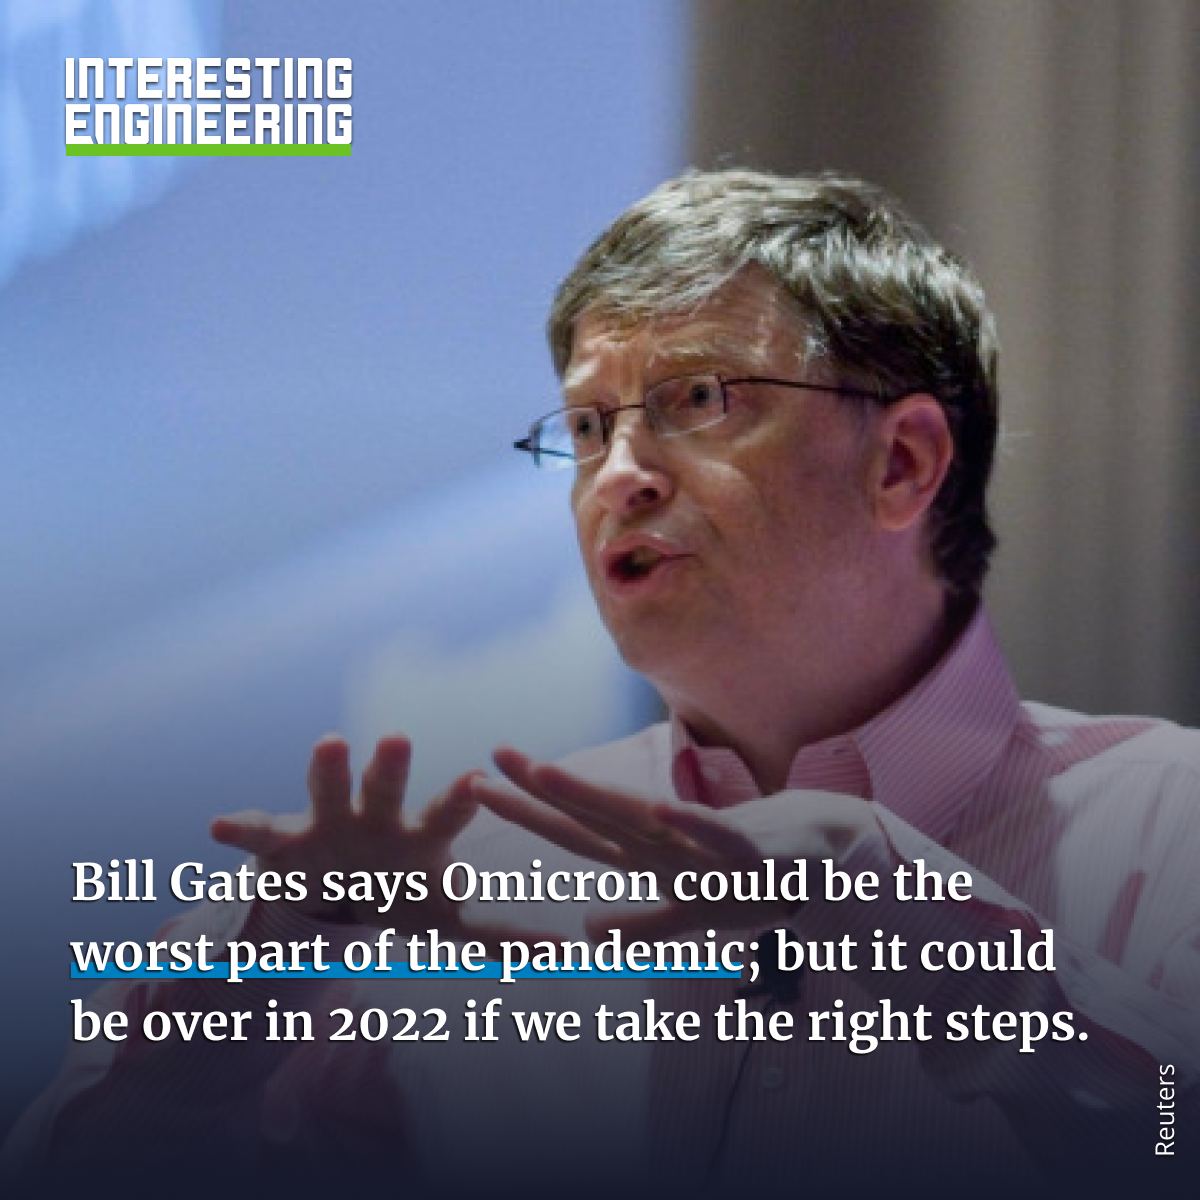 INTERESTING
ENGINEERING
Bill Gates says Omicron could be the
worst part of the pandemic; but it could
be over in 2022 if we take the right steps.
Reuters